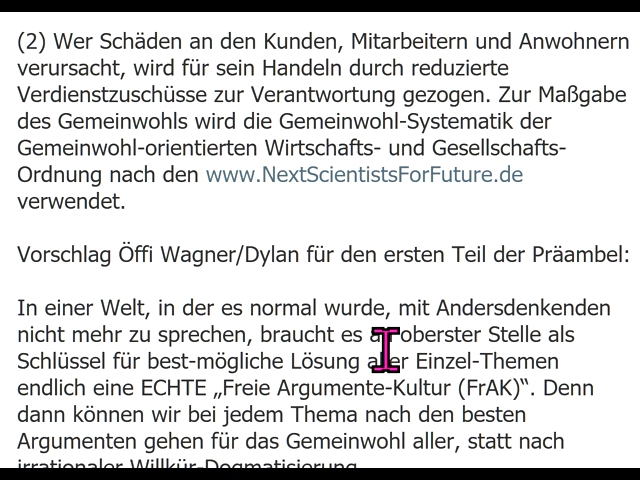 (2) Wer Schäden an den Kunden, Mitarbeitern und Anwohnern
verursacht, wird für sein Handeln durch reduzierte
Verdienstzuschüsse zur Verantwortung gezogen. Zur Maßgabe
des Gemeinwohls wird die Gemeinwohl-Systematik der
Gemeinwohl-orientierten Wirtschafts- und Gesellschafts-
Ordnung nach den www.NextScientistsForFuture.de
verwendet.
Vorschlag Öffi Wagner/Dylan für den ersten Teil der Präambel:
In einer Welt, in der es normal wurde, mit Andersdenkenden
nicht mehr zu sprechen, braucht es an oberster Stelle als
Schlüssel für best-mögliche Lösung aller Einzel-Themen
endlich eine ECHTE „Freie Argumente-Kultur (FrAK)“. Denn
dann können wir bei jedem Thema nach den besten
Argumenten gehen für das Gemeinwohl aller, statt nach
irrationaler Willkür-Dogmatisierung